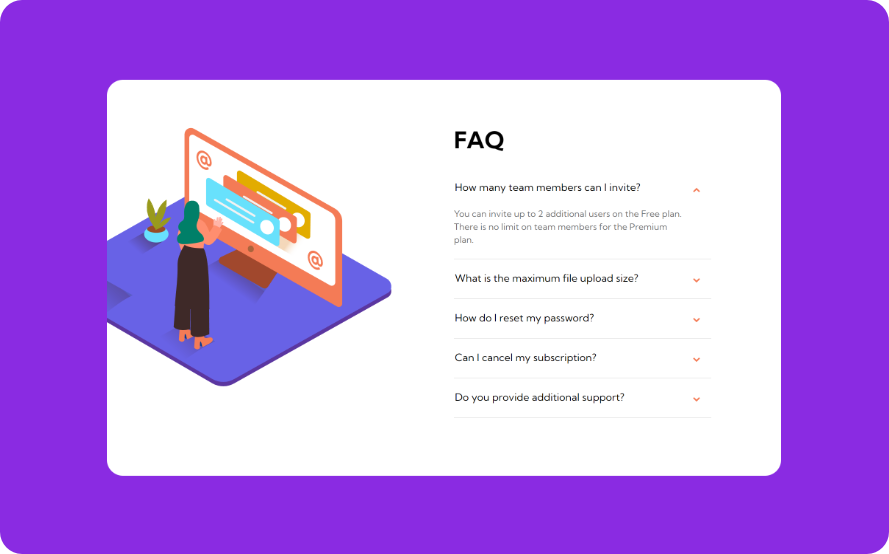 @
@
FAQ
How many team members can I invite?
You can invite up to 2 additional users on the Free plan.
There is no limit on team members for the Premium
plan.
What is the maximum file upload size?
How do I reset my password?
Can I cancel my subscription?
Do you provide additional support?